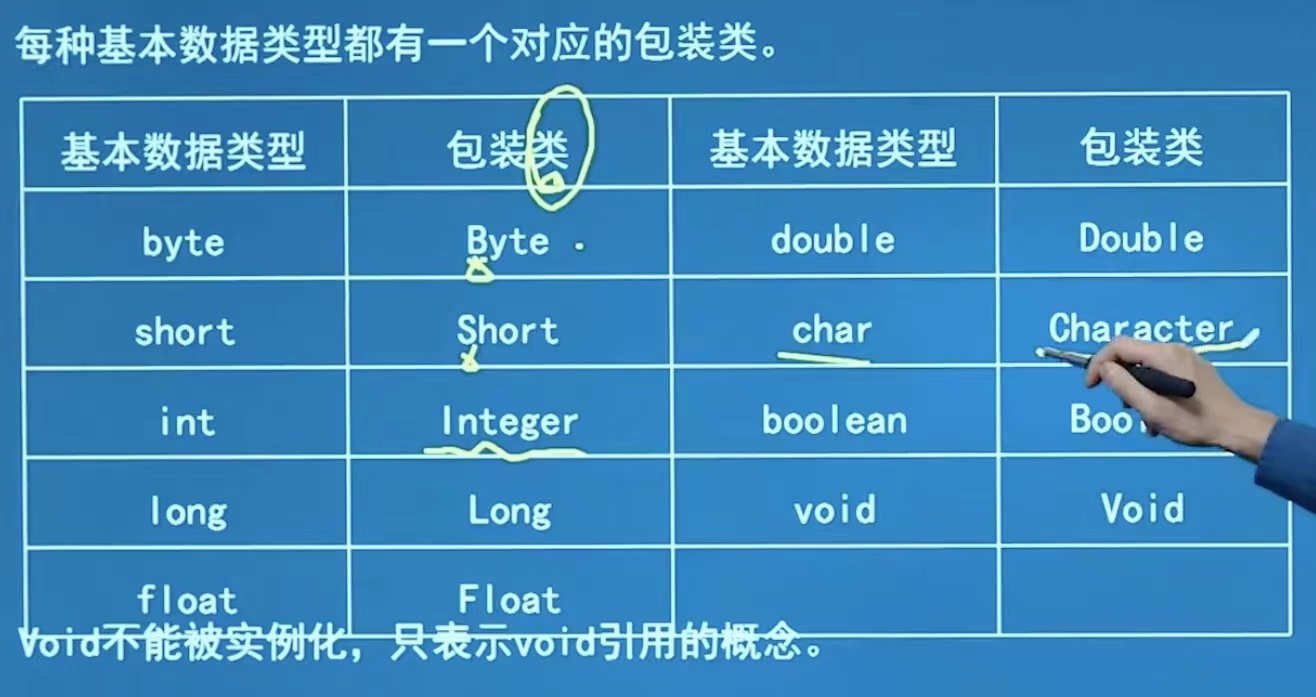 每种基本数据类型都有一个对应的包装类。
基本数据类型 包装类 基本数据类型 包装类
byte Byte double Double
short Short char Character
int Integer boolean
long Long void Void
float Float
Void不能被实例化，只表示void引用的概念。